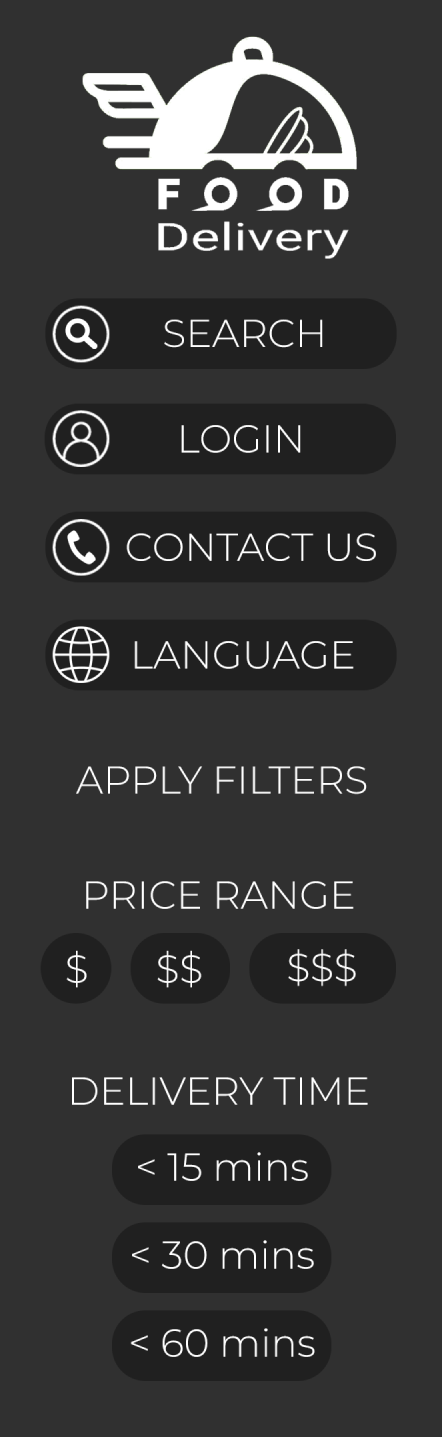 FOOD
Delivery
SEARCH
LOGIN
CONTACT US
LANGUAGE
APPLY FILTERS
PRICE RANGE
$ $$ $$$
DELIVERY TIME
< 15 mins
< 30 mins
< 60 mins